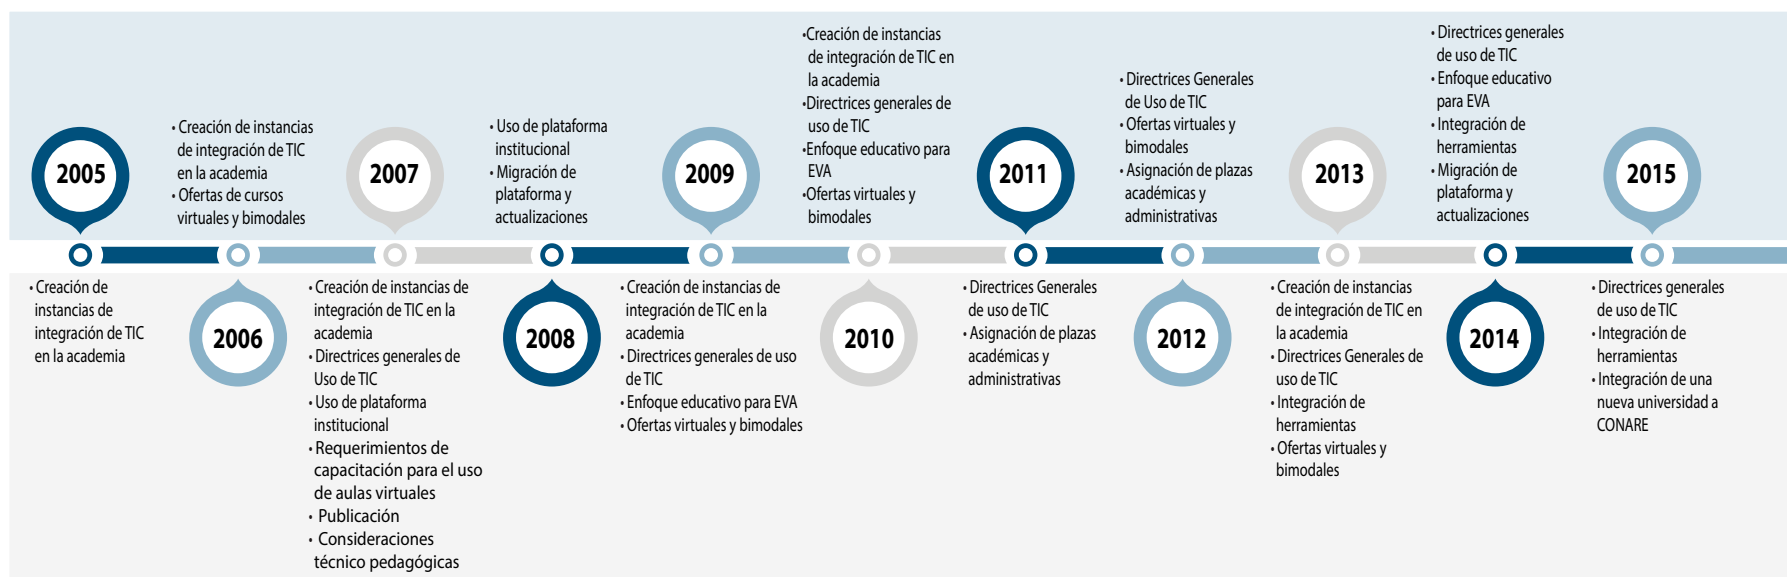 2005
• Creación de
instancias de
integración de TIC
en la academia
• Creación de instancias
de integración de TIC
en la academia
• Ofertas de cursos
virtuales y bimodales
2006
2007
• Creación de instancias de
integración de TIC en la
academia
• Directrices generales de
Uso de TIC
• Uso de plataforma
institucional
• Requerimientos de
capacitación para el uso
de aulas virtuales
• Publicación
• Consideraciones
técnico pedagógicas
• Uso de plataforma
institucional
• Migración de
plataforma y
actualizaciones
2008
2009
• Creación de instancias de
integración de TIC en la
academia
• Directrices generales de uso
de TIC
• Enfoque educativo para EVA
• Ofertas virtuales y bimodales
•Creación de instancias
de integración de TIC en
la academia
•Directrices generales de
uso de TIC
•Enfoque educativo para
EVA
•Ofertas virtuales y
bimodales
2010
2011
• Directrices Generales
de uso de TIC
• Asignación de plazas
académicas y
administrativas
• Directrices Generales
de Uso de TIC
• Ofertas virtuales y
bimodales
• Asignación de plazas
académicas y
administrativas
2012
2013
• Creación de instancias
de integración de TIC en
la academia
• Directrices Generales de
uso de TIC
• Integración de
herramientas
• Ofertas virtuales y
bimodales
• Directrices generales
de uso de TIC
• Enfoque educativo
para EVA
• Integración de
herramientas
• Migración de
plataforma y
actualizaciones
2014
2015
• Directrices generales
de uso de TIC
• Integración de
herramientas
• Integración de una
nueva universidad a
CONARE